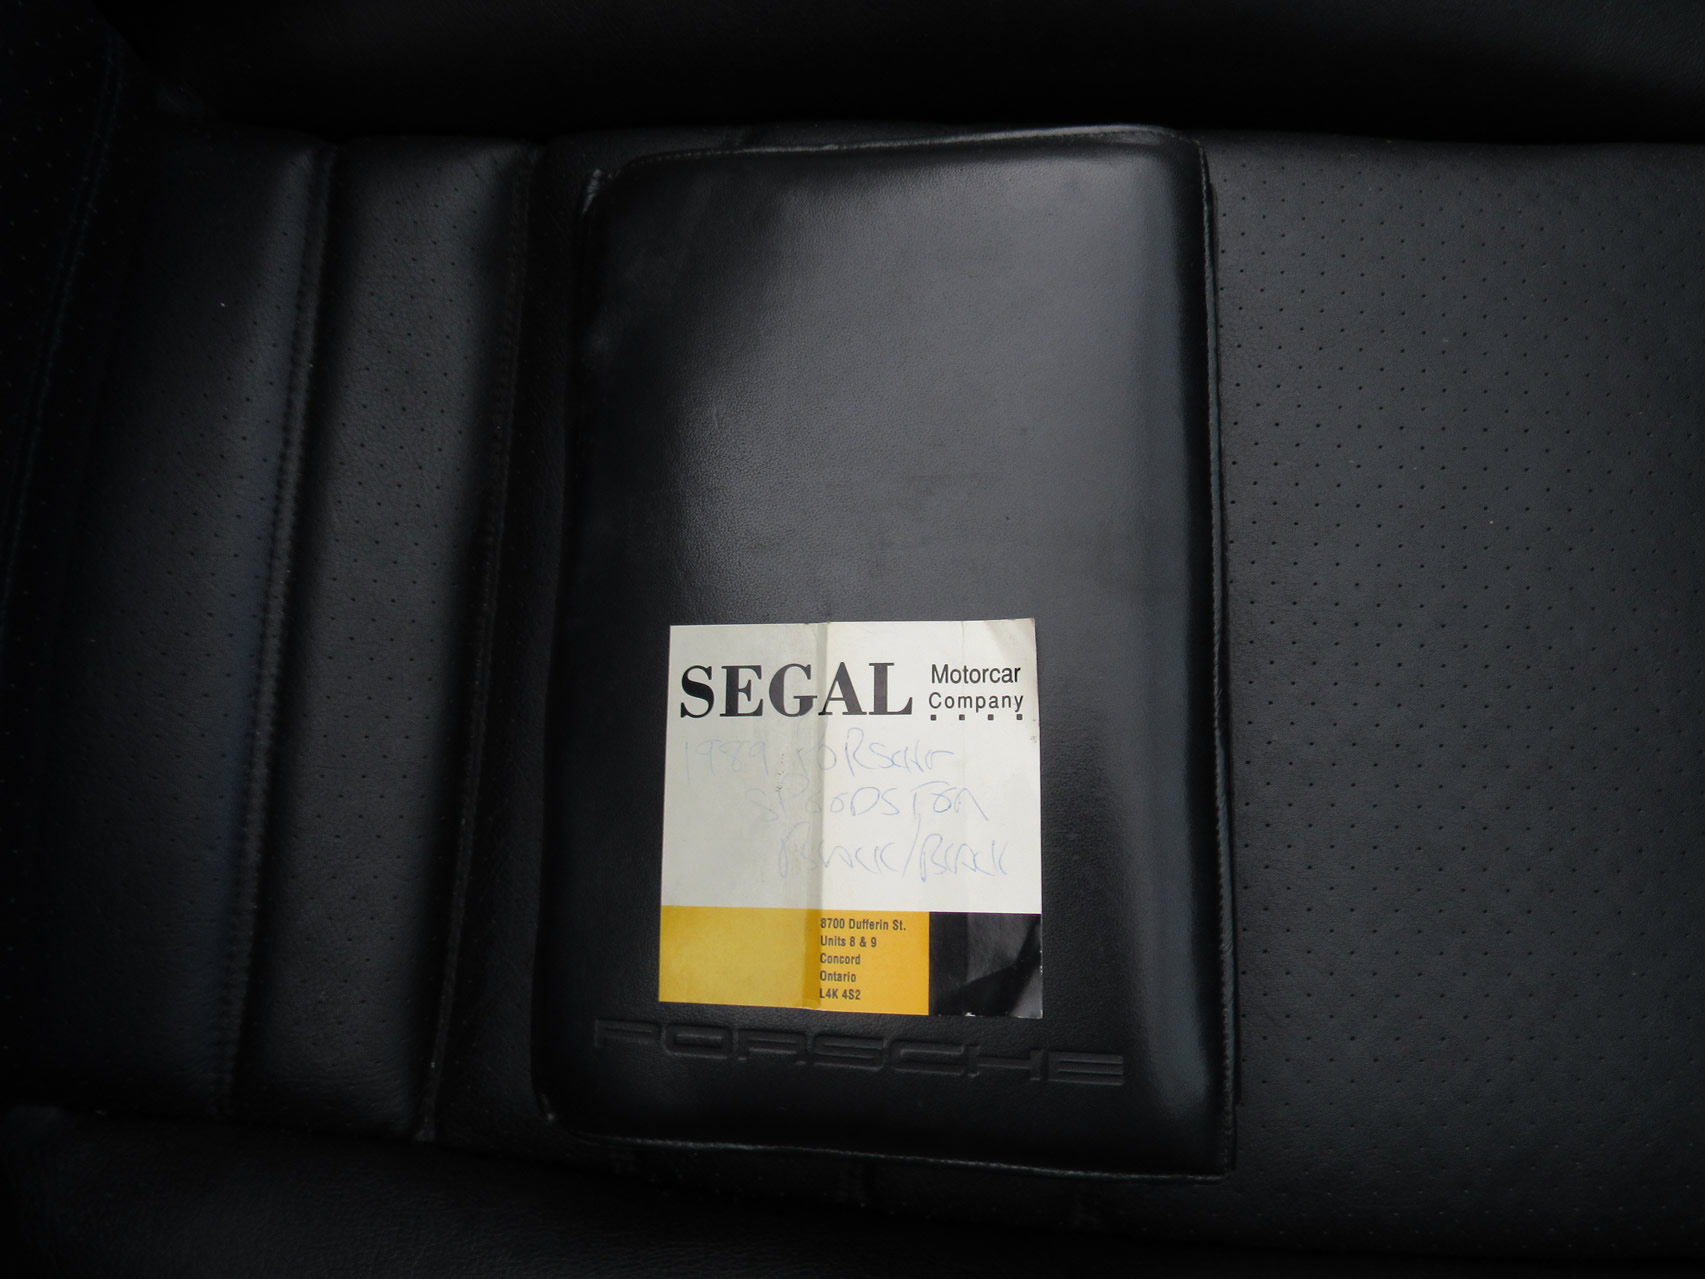 SEGAL Motorcar Company
1989 PORSCHE
SPEEDSTER
BLACK/BLACK
8700 Dufferin St.
Units 8 & 9
Concord
Ontario
L4K 4S2
PORSCHE